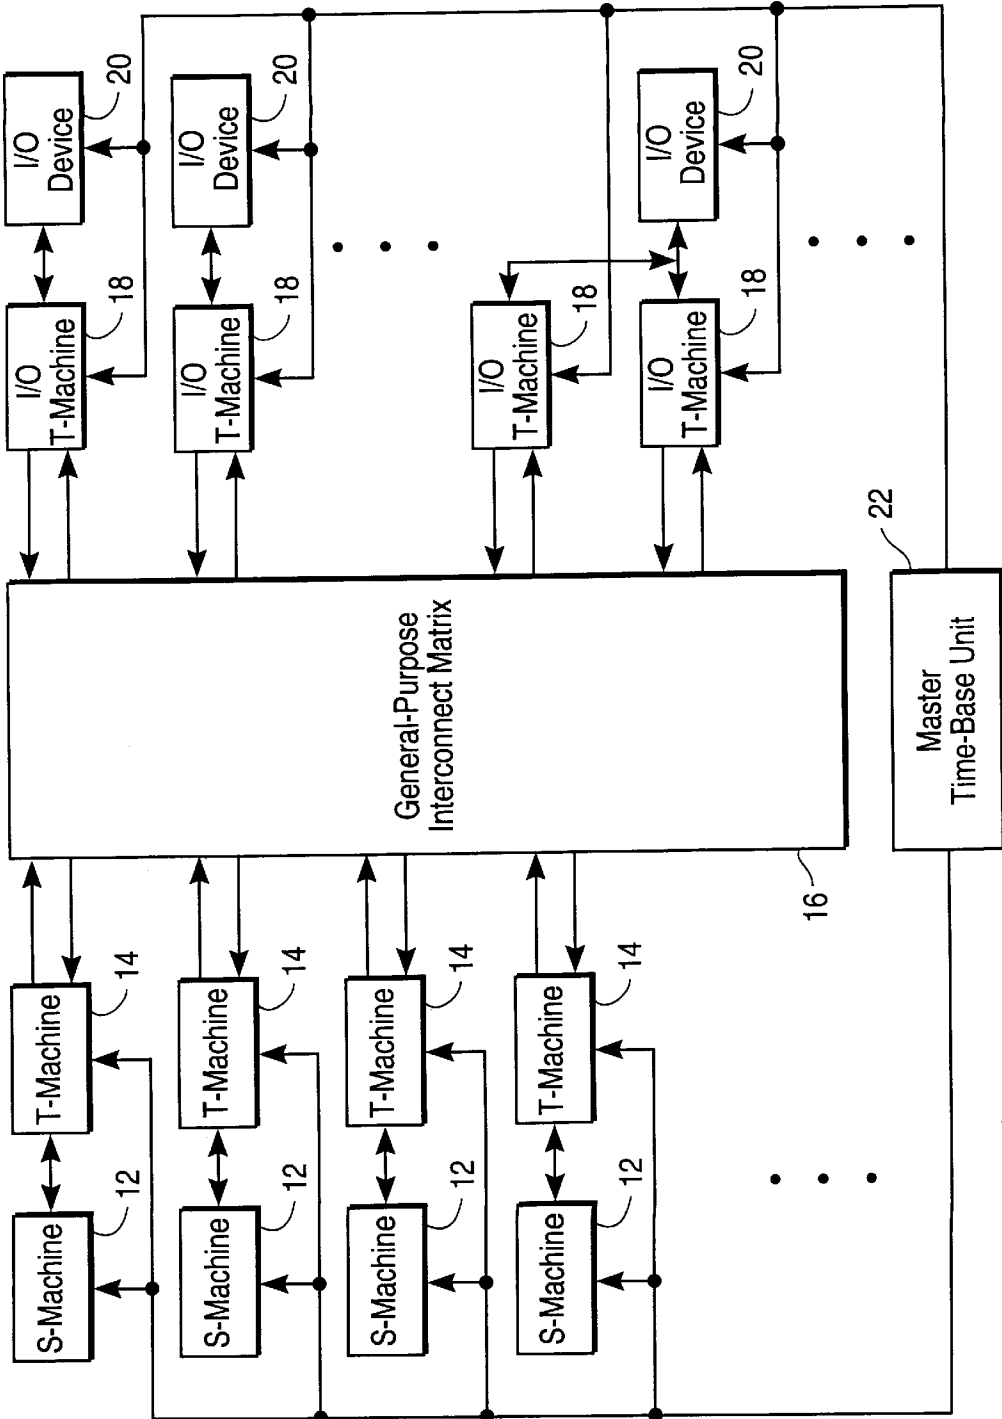 S-Machine
12
T-Machine
14
I/O
T-Machine
18
I/O
Device
20
S-Machine
12
T-Machine
14
I/O
T-Machine
18
I/O
Device
20
S-Machine
12
T-Machine
14
General-Purpose
Interconnect Matrix
I/O
T-Machine
18
S-Machine
12
T-Machine
14
I/O
T-Machine
18
I/O
Device
20
16
22
Master
Time-Base Unit